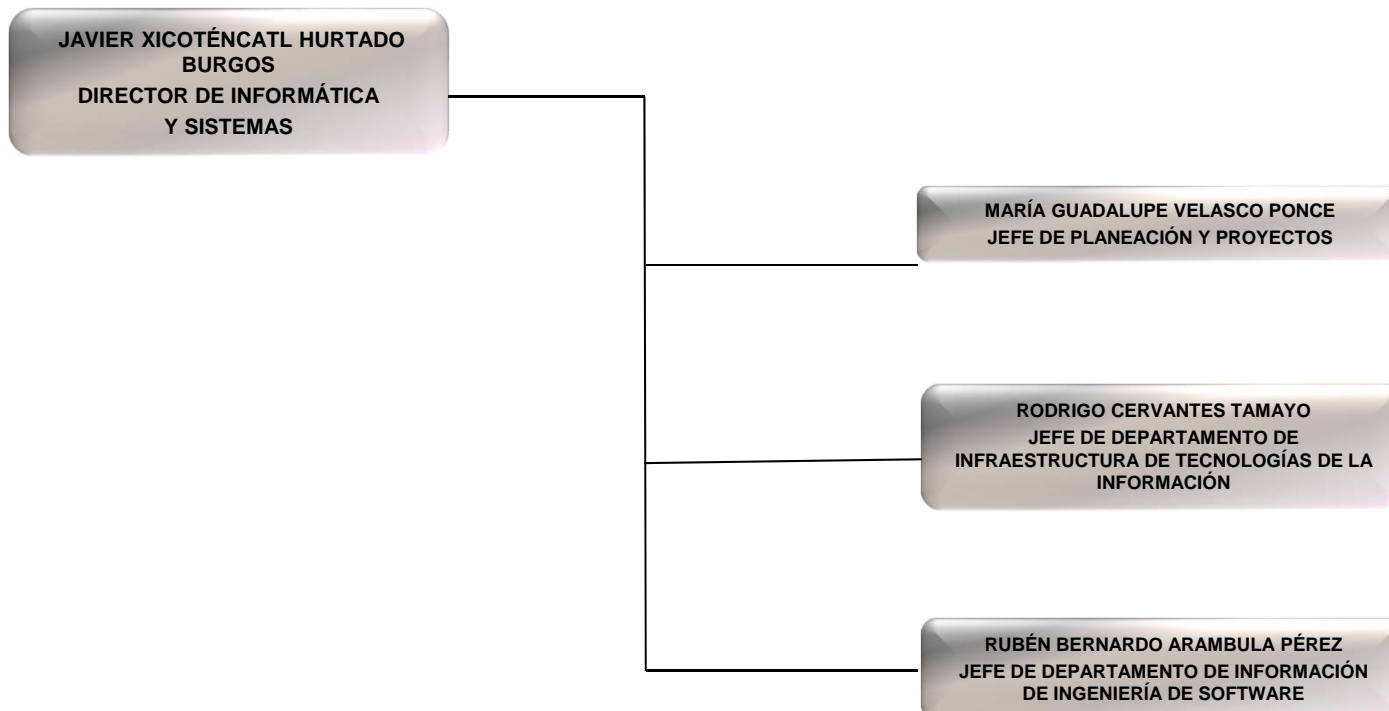 JAVIER XICOTÉNCATL HURTADO
BURGOS
DIRECTOR DE INFORMÁTICA
Y SISTEMAS
MARÍA GUADALUPE VELASCO PONCE
JEFE DE PLANEACIÓN Y PROYECTOS
RODRIGO CERVANTES TAMAYO
JEFE DE DEPARTAMENTO DE
INFRAESTRUCTURA DE TECNOLOGÍAS DE LA
INFORMACIÓN
RUBÉN BERNARDO ARAMBULA PÉREZ
JEFE DE DEPARTAMENTO DE INFORMACIÓN
DE INGENIERÍA DE SOFTWARE